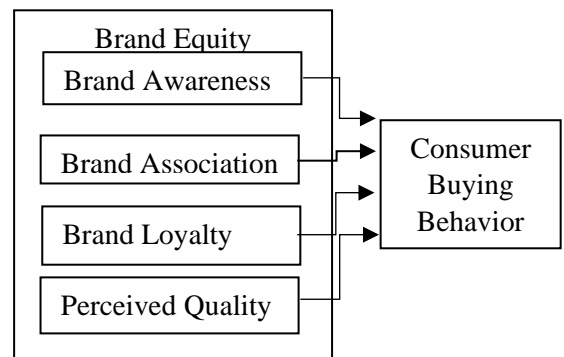 Brand Equity
Brand Awareness
Brand Association
Brand Loyalty
Perceived Quality
Consumer
Buying
Behavior